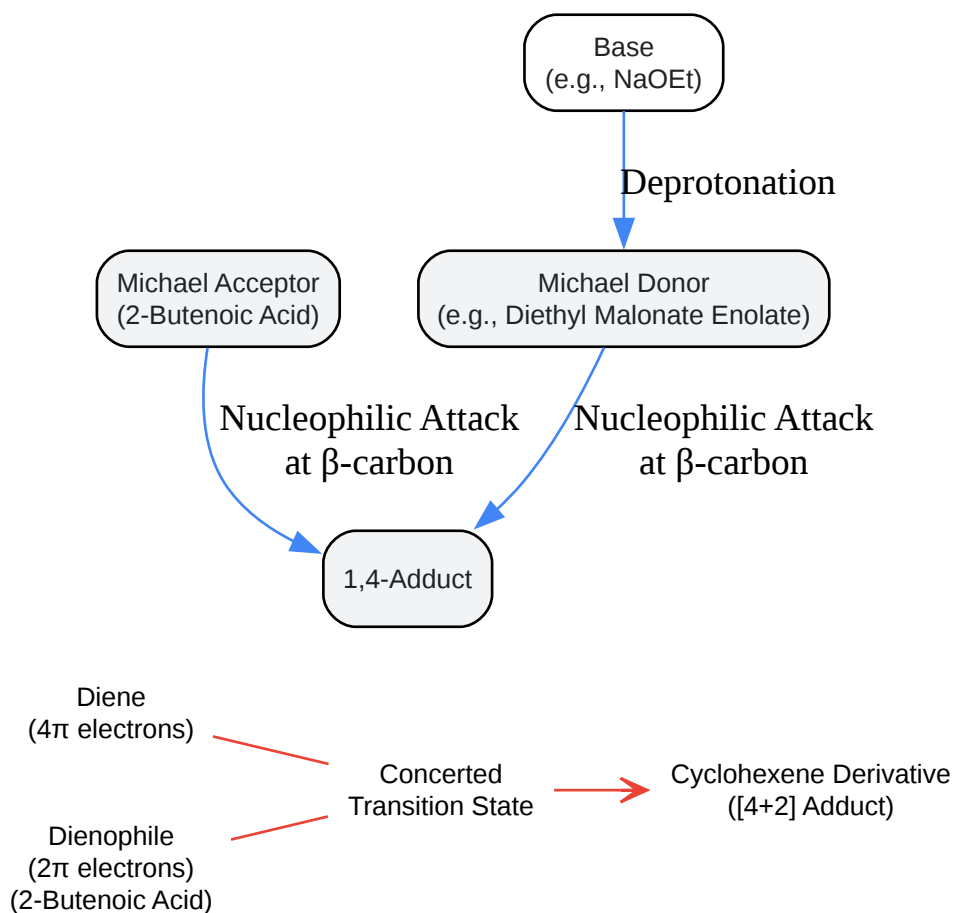 Base
(e.g., NaOEt)
Deprotonation
Michael Acceptor
(2-Butenoic Acid)
Michael Donor
(e.g., Diethyl Malonate Enolate)
Nucleophilic Attack
at β-carbon
Nucleophilic Attack
at β-carbon
1,4-Adduct
Diene
(4π electrons)
Concerted
Transition State
Cyclohexene Derivative
([4+2] Adduct)
Dienophile
(2π electrons)
(2-Butenoic Acid)